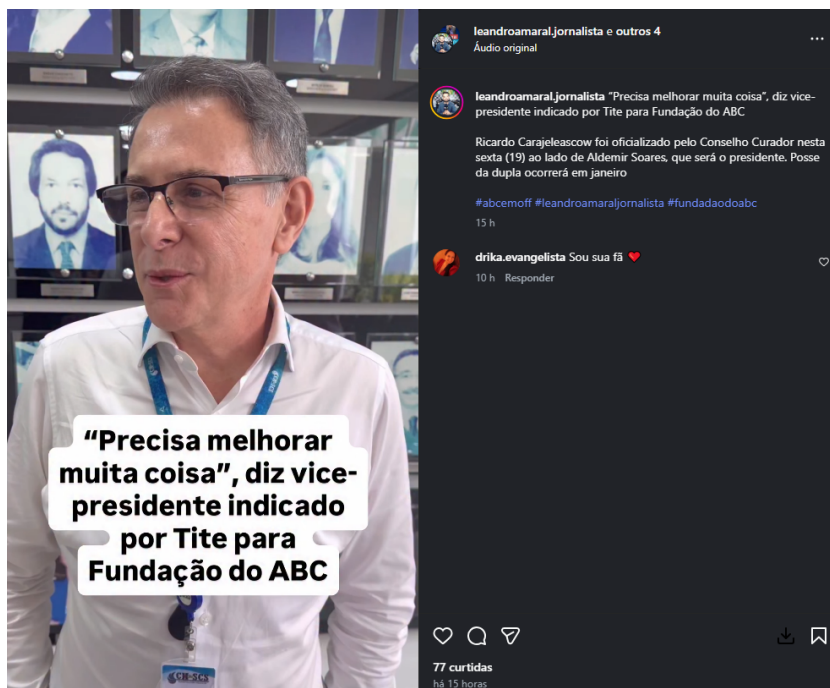 leandroamaral.jornalista e outros 4
Áudio original
leandroamaral.jornalista “Precisa melhorar muita coisa”, diz vice-
presidente indicado por Tite para Fundação do ABC
Ricardo Carajeleascow foi oficializado pelo Conselho Curador nesta
sexta (19) ao lado de Aldemir Soares, que será o presidente. Posse
da dupla ocorrerá em janeiro
#abcemoff #leandroamaraljornalista #fundadaodoabc
15 h
drika.evangelista Sou sua fã ❤️
10 h Responder
“Precisa melhorar
muita coisa”, diz vice-
presidente indicado
por Tite para
Fundação do ABC
77 curtidas
há 15 horas